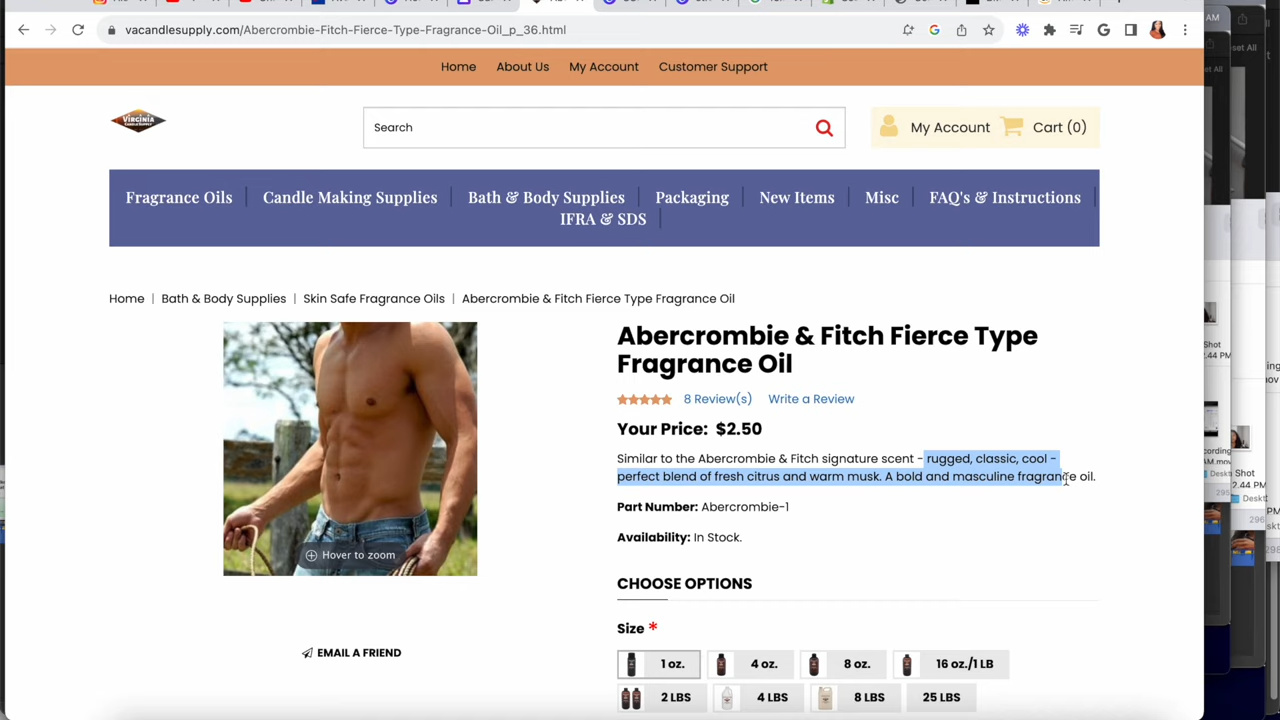 vacandlesupply.com/Abercrombie-Fitch-Fierce-Type-Fragrance-Oil_p_36.html
AM
Home About Us My Account Customer Support
VIRGINIA
Search
My Account Cart (0)
Fragrance Oils Candle Making Supplies Bath & Body Supplies Packaging New Items Misc FAQ's & Instructions
IFRA & SDS
Home | Bath & Body Supplies | Skin Safe Fragrance Oils | Abercrombie & Fitch Fierce Type Fragrance Oil
Abercrombie & Fitch Fierce Type
Fragrance Oil
8 Review(s) Write a Review
Your Price: $2.50
Similar to the Abercrombie & Fitch signature scent - rugged, classic, cool -
perfect blend of fresh citrus and warm musk. A bold and masculine fragrance oil.
Part Number: Abercrombie-1
Availability: In Stock.
Hover to zoom
CHOOSE OPTIONS
Size *
EMAIL A FRIEND
1 oz. 4 oz. 8 oz. 16 oz./1 LB
2 LBS 4 LBS 8 LBS 25 LBS
Shot
2.44 PM